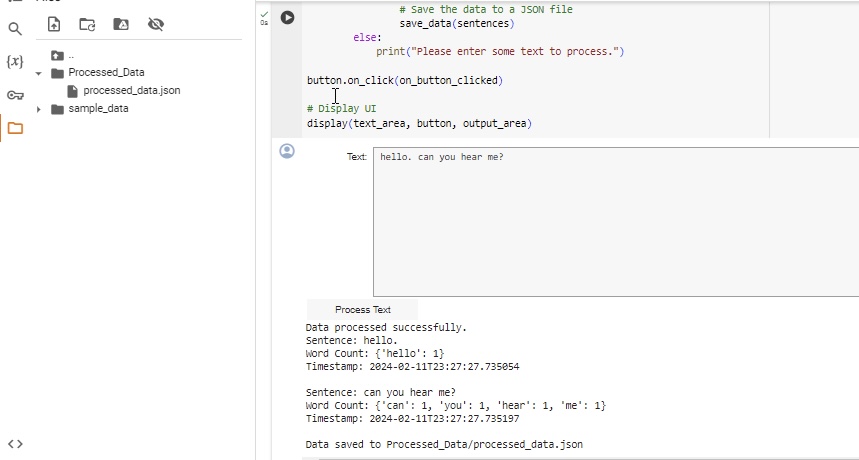 ..
Processed_Data
processed_data.json
sample_data
{x}
<>
0s
# Save the data to a JSON file
save_data(sentences)
else:
print("Please enter some text to process.")
button.on_click(on_button_clicked)
# Display UI
display(text_area, button, output_area)
Text:
hello. can you hear me?
Process Text
Data processed successfully.
Sentence: hello.
Word Count: {'hello': 1}
Timestamp: 2024-02-11T23:27:27.735054
Sentence: can you hear me?
Word Count: {'can': 1, 'you': 1, 'hear': 1, 'me': 1}
Timestamp: 2024-02-11T23:27:27.735197
Data saved to Processed_Data/processed_data.json